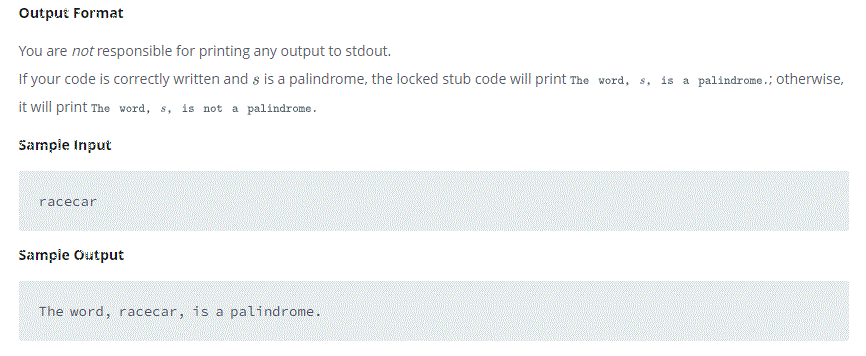 Output Format
You are not responsible for printing any output to stdout.
If your code is correctly written and s is a palindrome, the locked stub code will print The word, s, is a palindrome.; otherwise,
it will print The word, s, is not a palindrome.
Sample Input
racecar
Sample Output
The word, racecar, is a palindrome.